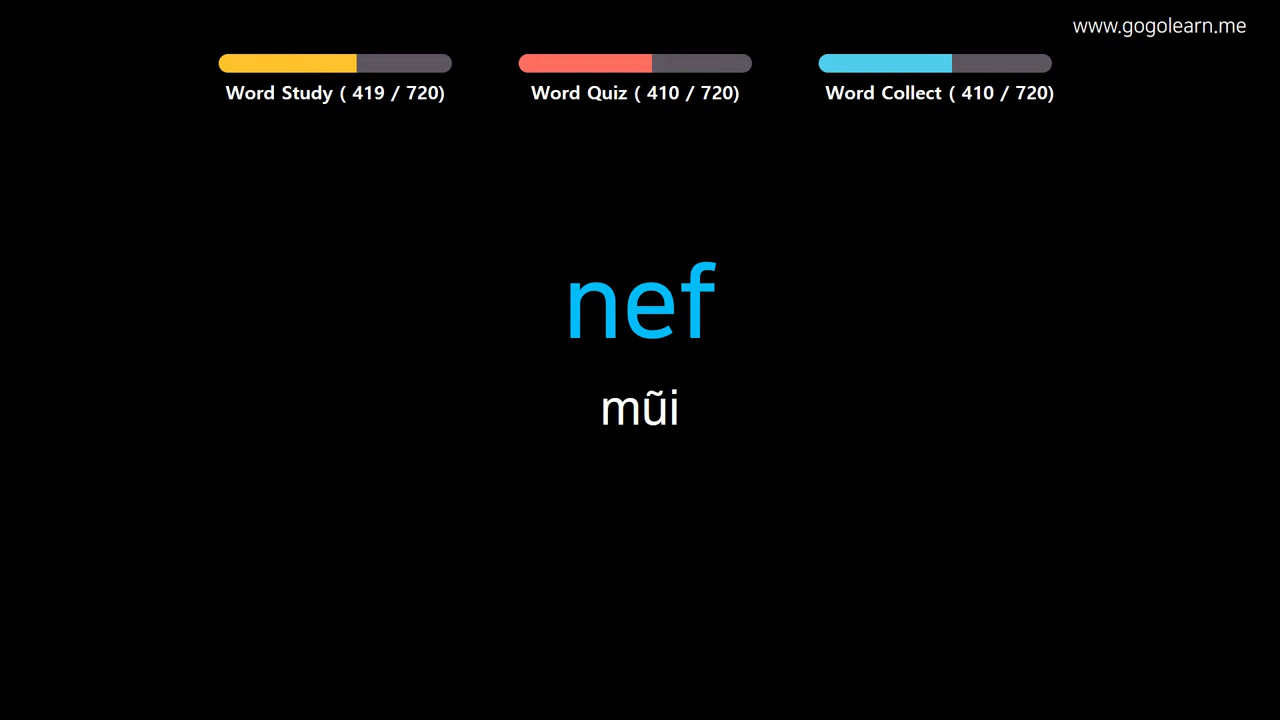 www.gogolearn.me
Word Study ( 419 / 720)
Word Quiz ( 410 / 720)
Word Collect ( 410 / 720)
nef
mũi